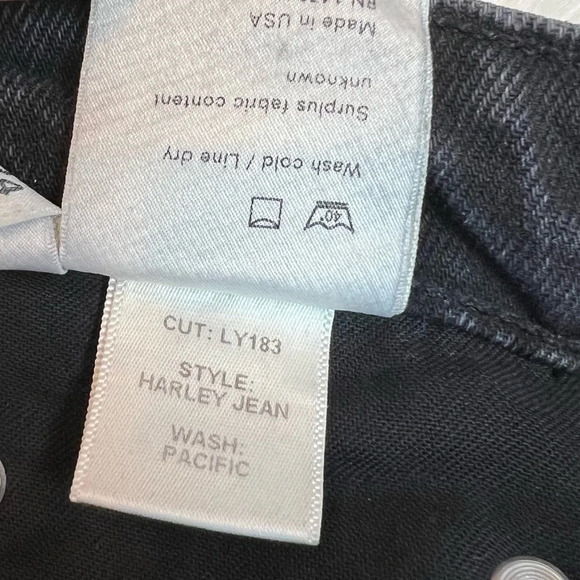 Made in USA
Surplus fabric content
unknown
Wash cold / Line dry
40°
CUT: LY183
STYLE:
HARLEY JEAN
WASH:
PACIFIC